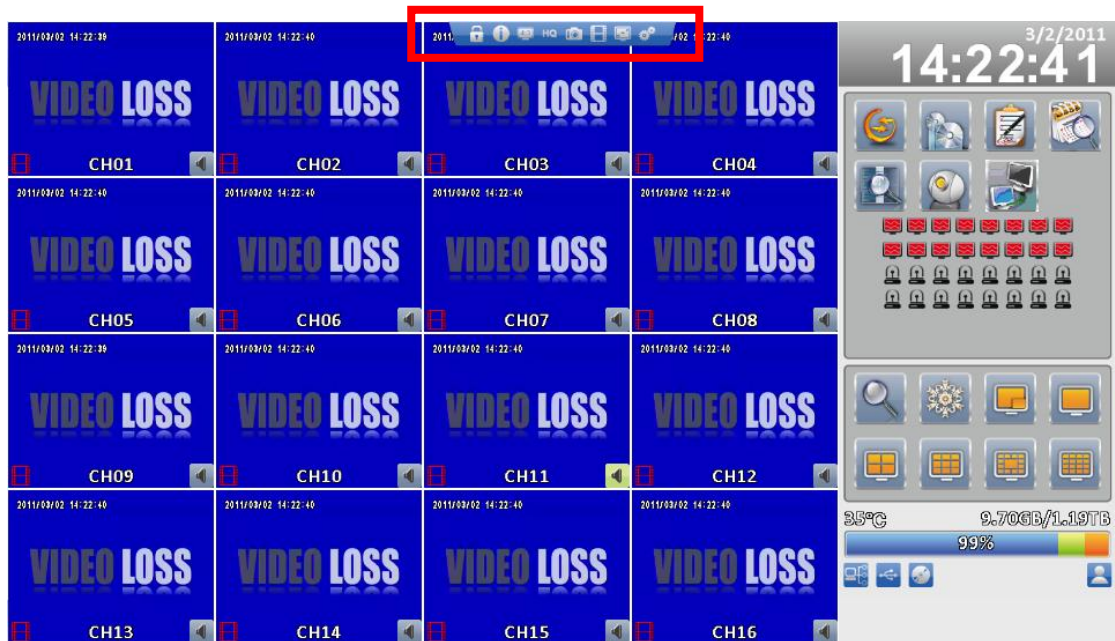 2011/03/02 14:22:39
2011/03/02 14:22:40
2011
HQ
/02
:22:40
3/2/2011
14:22:41
VIDEO LOSS
VIDEO LOSS
VIDEO LOSS
VIDEO LOSS
CH01
CH02
CH03
CH04
2011/03/02 14:22:40
2011/03/02 14:22:40
2011/03/02 14:22:40
2011/03/02 14:22:40
VIDEO LOSS
VIDEO LOSS
VIDEO LOSS
VIDEO LOSS
CH05
CH06
CH07
CH08
2011/03/02 14:22:39
2011/03/02 14:22:40
2011/03/02 14:22:40
2011/03/02 14:22:40
VIDEO LOSS
VIDEO LOSS
VIDEO LOSS
VIDEO LOSS
CH09
CH10
CH11
CH12
2011/03/02 14:22:40
2011/03/02 14:22:40
2011/03/02 14:22:40
2011/03/02 14:22:40
VIDEO LOSS
VIDEO LOSS
VIDEO LOSS
VIDEO LOSS
CH13
CH14
CH15
CH16
35°C
9.70GB/1.19TB
99%